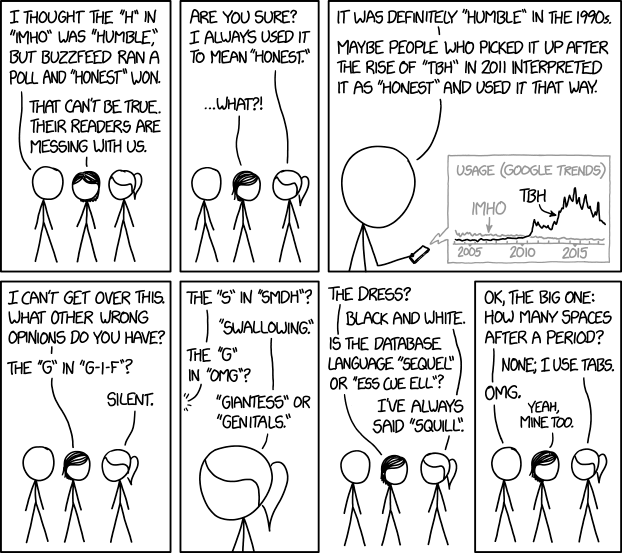 I THOUGHT THE "H" IN
"IMHO" WAS "HUMBLE,"
BUT BUZZFEED RAN A
POLL AND "HONEST" WON.
THAT CAN'T BE TRUE.
THEIR READERS ARE
MESSING WITH US.
ARE YOU SURE?
I ALWAYS USED IT
TO MEAN "HONEST."
...WHAT?!
IT WAS DEFINITELY "HUMBLE" IN THE 1990s.
MAYBE PEOPLE WHO PICKED IT UP AFTER
THE RISE OF "TBH" IN 2011 INTERPRETED
IT AS "HONEST" AND USED IT THAT WAY.
USAGE (GOOGLE TRENDS)
TBH
IMHO
2005 2010 2015
I CAN'T GET OVER THIS.
WHAT OTHER WRONG
OPINIONS DO YOU HAVE?
THE "G" IN "G-I-F"?
SILENT.
THE "S" IN "SMDH"?
"SWALLOWING."
THE "G"
IN "OMG"?
"GIANTESS" OR
"GENITALS."
THE DRESS?
BLACK AND WHITE.
IS THE DATABASE
LANGUAGE "SEQUEL"
OR "ESS CUE ELL"?
I'VE ALWAYS
SAID "SQUILL".
OK, THE BIG ONE:
HOW MANY SPACES
AFTER A PERIOD?
NONE; I USE TABS.
OMG.
YEAH,
MINE TOO.